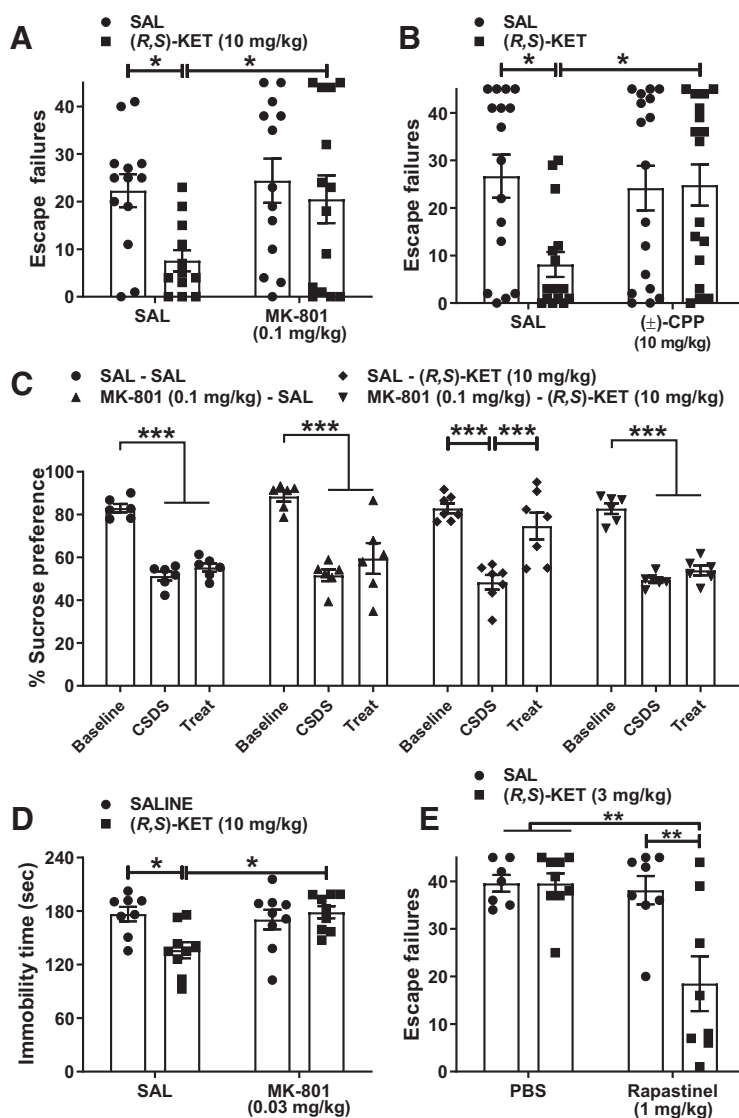 A
SAL
(R,S)-KET (10 mg/kg)
* *
Escape failures
40
30
20
10
0
SAL
MK-801
(0.1 mg/kg)
B
SAL
(R,S)-KET
* *
Escape failures
40
30
20
10
0
SAL
(±)-CPP
(10 mg/kg)
C
SAL - SAL
MK-801 (0.1 mg/kg) - SAL
SAL - (R,S)-KET (10 mg/kg)
MK-801 (0.1 mg/kg) - (R,S)-KET (10 mg/kg)
*** *** *** *** ***
% Sucrose preference
100
80
60
40
20
0
Baseline CSDS Treat Baseline CSDS Treat Baseline CSDS Treat Baseline CSDS Treat
D
SALINE
(R,S)-KET (10 mg/kg)
* *
Immobility time (sec)
240
180
120
60
0
SAL
MK-801
(0.03 mg/kg)
E
SAL
(R,S)-KET (3 mg/kg)
**
**
Escape failures
40
30
20
10
0
PBS
Rapastinel
(1 mg/kg)